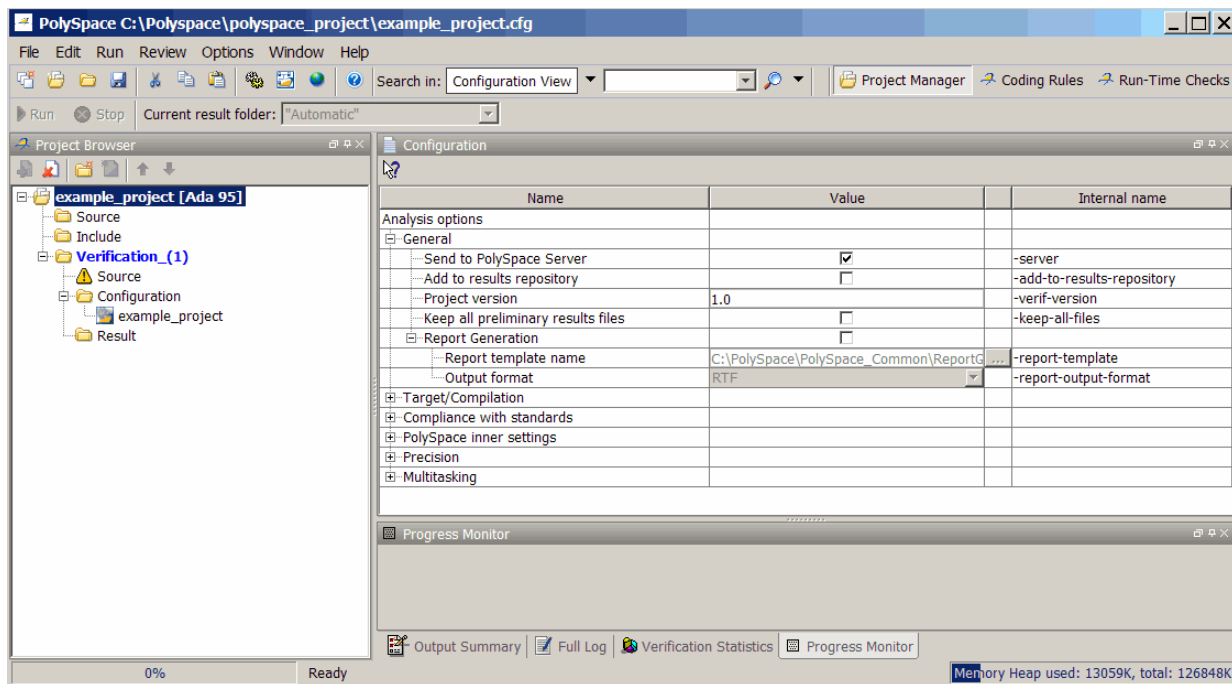 PolySpace C:\Polyspace\polyspace_project\example_project.cfg
File Edit Run Review Options Window Help
Search in: Configuration View Project Manager Coding Rules Run-Time Checks
Run Stop Current result folder: "Automatic"
Project Browser
example_project [Ada 95]
Source
Include
Verification_(1)
Source
Configuration
example_project
Result
Configuration
Name Value Internal name
Analysis options
General
Send to PolySpace Server -server
Add to results repository -add-to-results-repository
Project version 1.0 -verif-version
Keep all preliminary results files -keep-all-files
Report Generation
Report template name C:\PolySpace\PolySpace_Common\ReportG ... -report-template
Output format RTF -report-output-format
Target/Compilation
Compliance with standards
PolySpace inner settings
Precision
Multitasking
Progress Monitor
Output Summary Full Log Verification Statistics Progress Monitor
0% Ready Memory Heap used: 13059K, total: 126848K